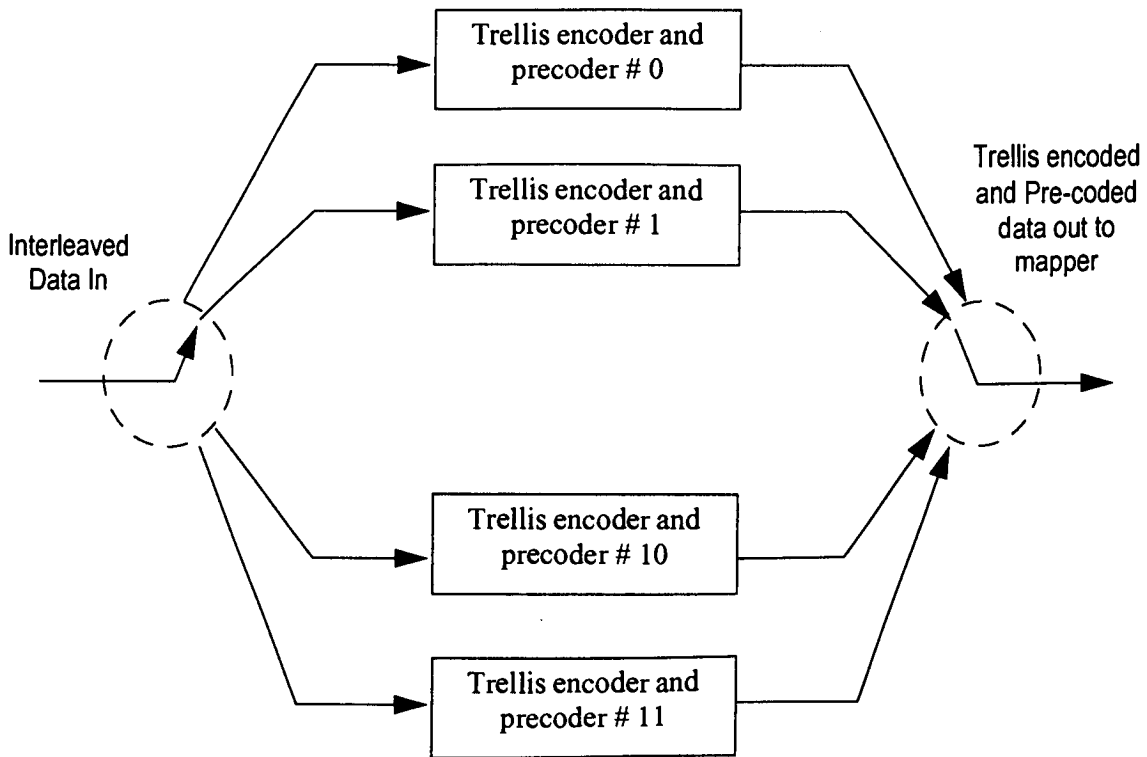 Trellis encoder and
precoder # 0
Trellis encoder and
precoder # 1
Interleaved
Data In
Trellis encoded
and Pre-coded
data out to
mapper
Trellis encoder and
precoder # 10
Trellis encoder and
precoder # 11